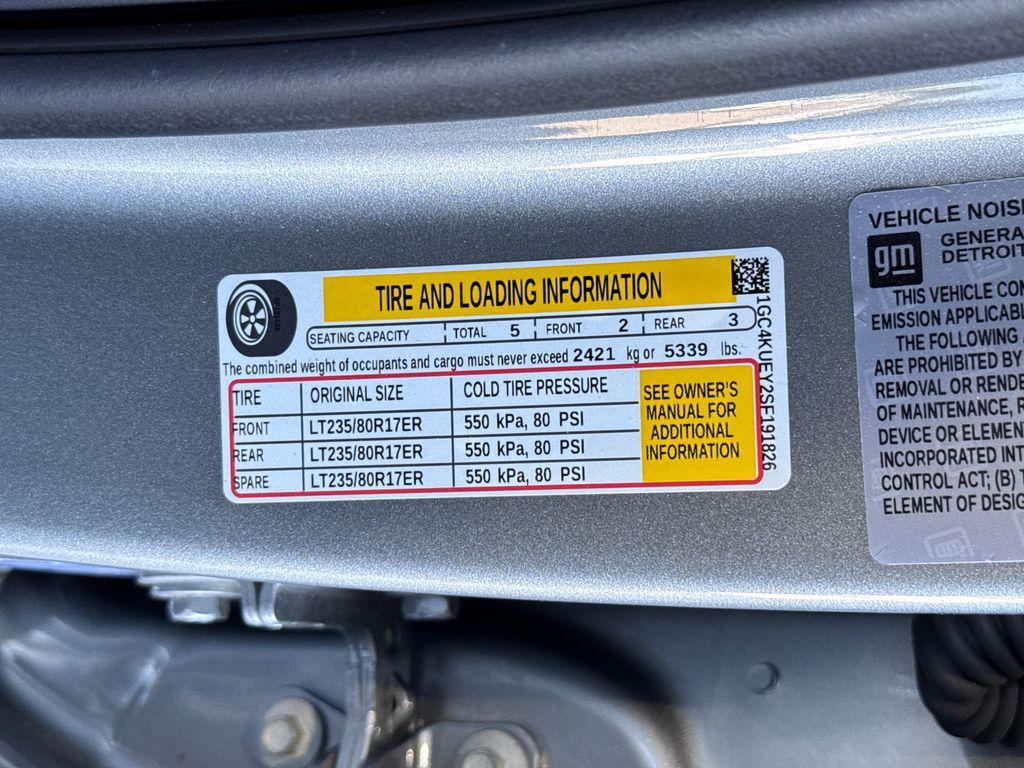 TIRE AND LOADING INFORMATION
SEATING CAPACITY TOTAL 5 FRONT 2 REAR 3
The combined weight of occupants and cargo must never exceed 2421 kg or 5339 lbs.
TIRE ORIGINAL SIZE COLD TIRE PRESSURE
FRONT LT235/80R17ER 550 kPa, 80 PSI
REAR LT235/80R17ER 550 kPa, 80 PSI
SPARE LT235/80R17ER 550 kPa, 80 PSI
SEE OWNER'S
MANUAL FOR
ADDITIONAL
INFORMATION
1GC4KUEY2SF191826
VEHICLE NOIS
gm
GENERA
DETROIT
THIS VEHICLE CON
EMISSION APPLICABL
THE FOLLOWING
ARE PROHIBITED BY
REMOVAL OR RENDE
OF MAINTENANCE, R
DEVICE OR ELEMEN
INCORPORATED INT
CONTROL ACT; (B) T
ELEMENT OF DESIG
gm